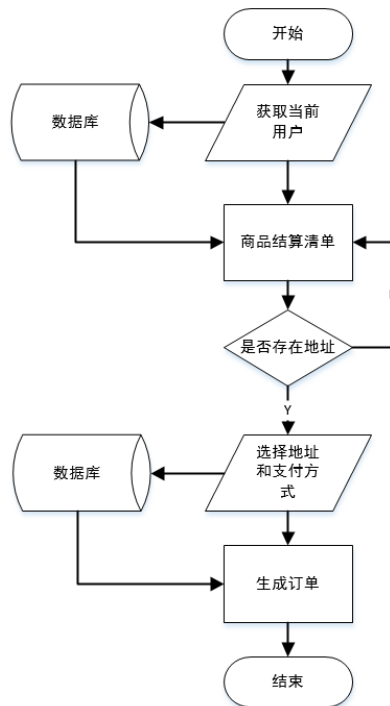 开始
数据库
获取当前
用户
商品结算清单
是否存在地址
Y
数据库
选择地址
和支付方
式
生成订单
结束